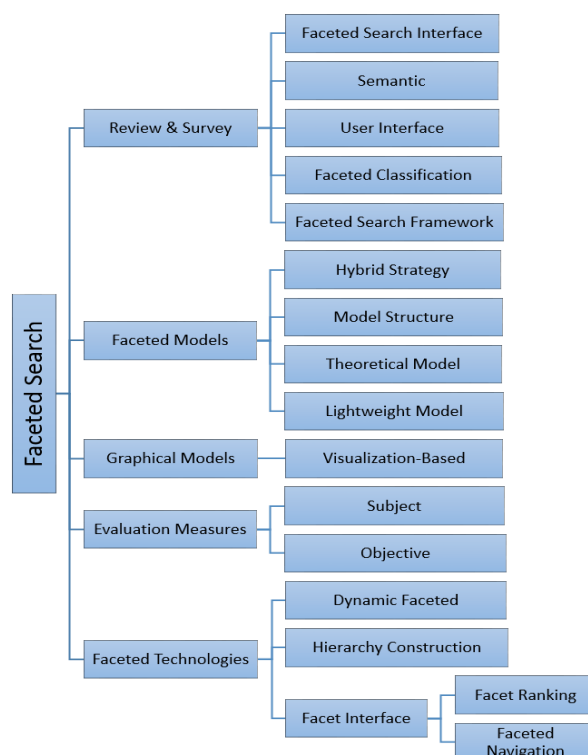 Faceted Search
Review & Survey
Faceted Search Interface
Semantic
User Interface
Faceted Classification
Faceted Search Framework
Faceted Models
Hybrid Strategy
Model Structure
Theoretical Model
Lightweight Model
Graphical Models
Visualization-Based
Evaluation Measures
Subject
Objective
Faceted Technologies
Dynamic Faceted
Hierarchy Construction
Facet Interface
Facet Ranking
Faceted
Navigation